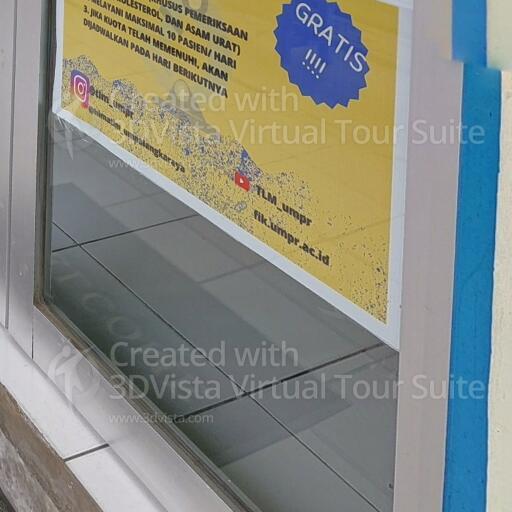 KHUSUS PEMERIKSAAN
KOLESTEROL, DAN ASAM URAT)
MELAYANI MAKSIMAL 10 PASIEN/ HARI
, JIKA KUOTA TELAH MEMENUHI, AKAN
DIJADWALKAN PADA HARI BERIKUTNYA
GRATIS
!!!!
@tlm_umpr
TLM_umpr
fik.umpr.ac.id
Created with
3DVista Virtual Tour Suite
www.3dvista.com
Created with
3DVista Virtual Tour Suite
www.3dvista.com